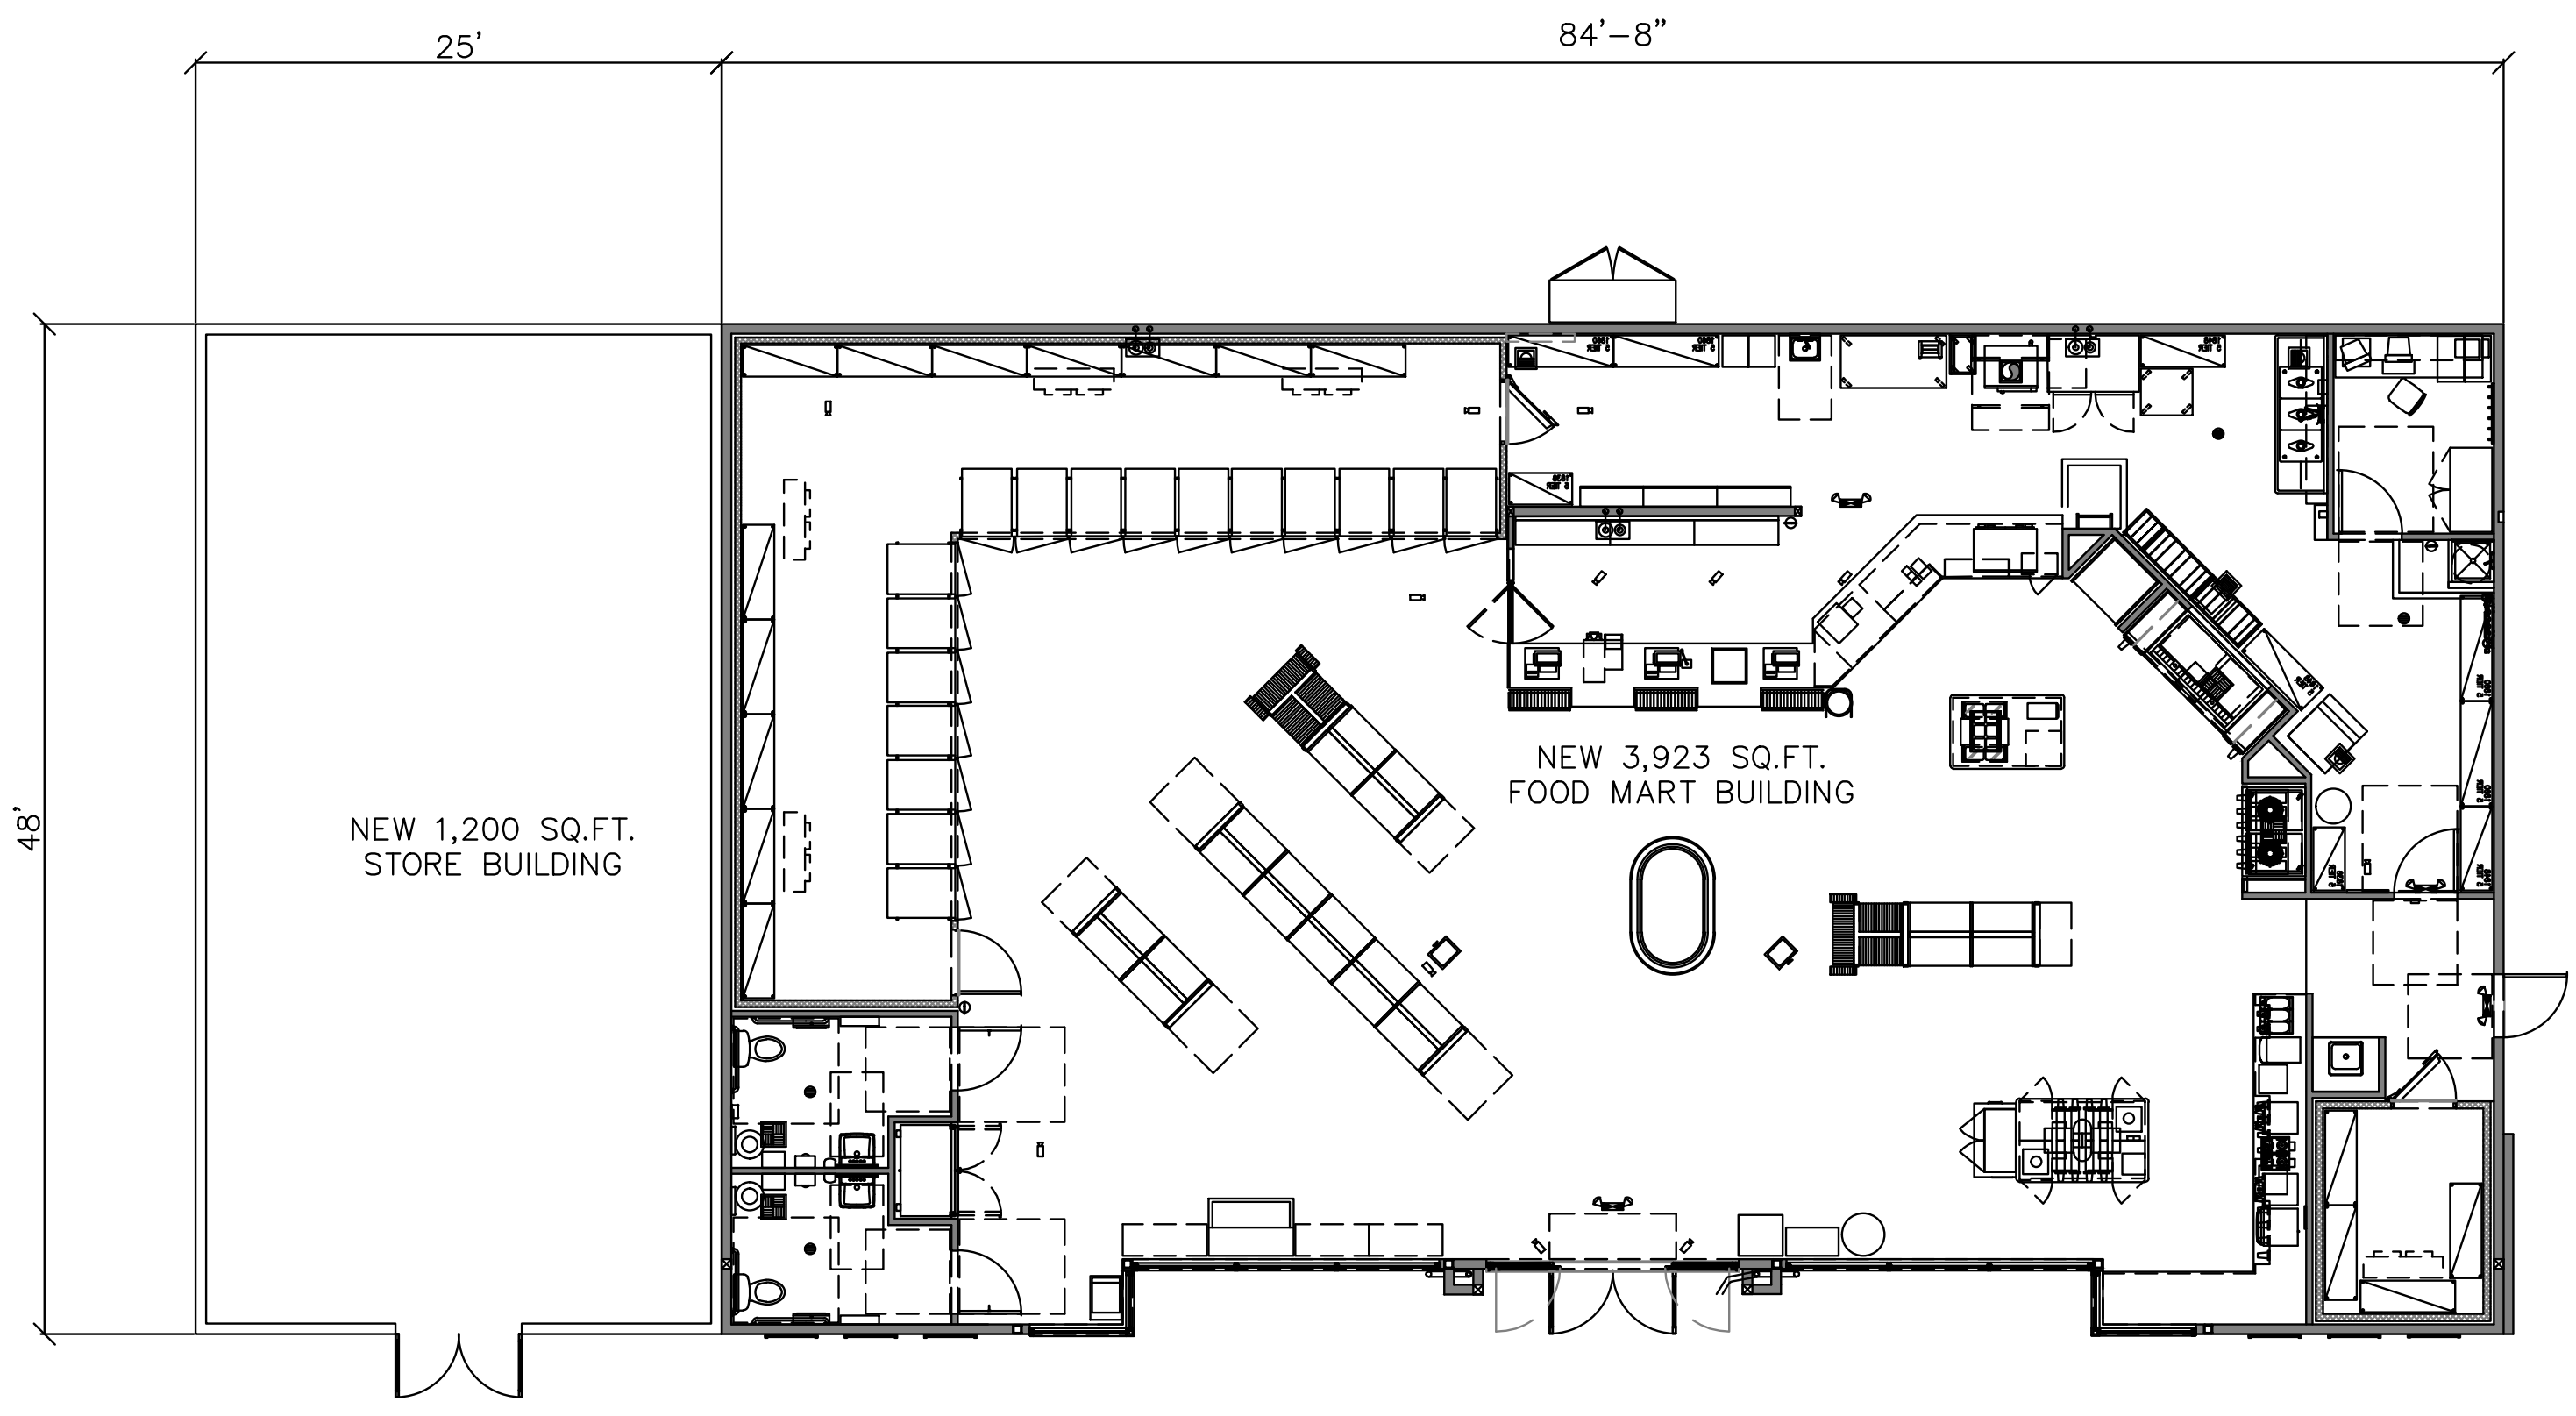 25'
84'-8"
48'
NEW 1,200 SQ.FT.
STORE BUILDING
NEW 3,923 SQ.FT.
FOOD MART BUILDING